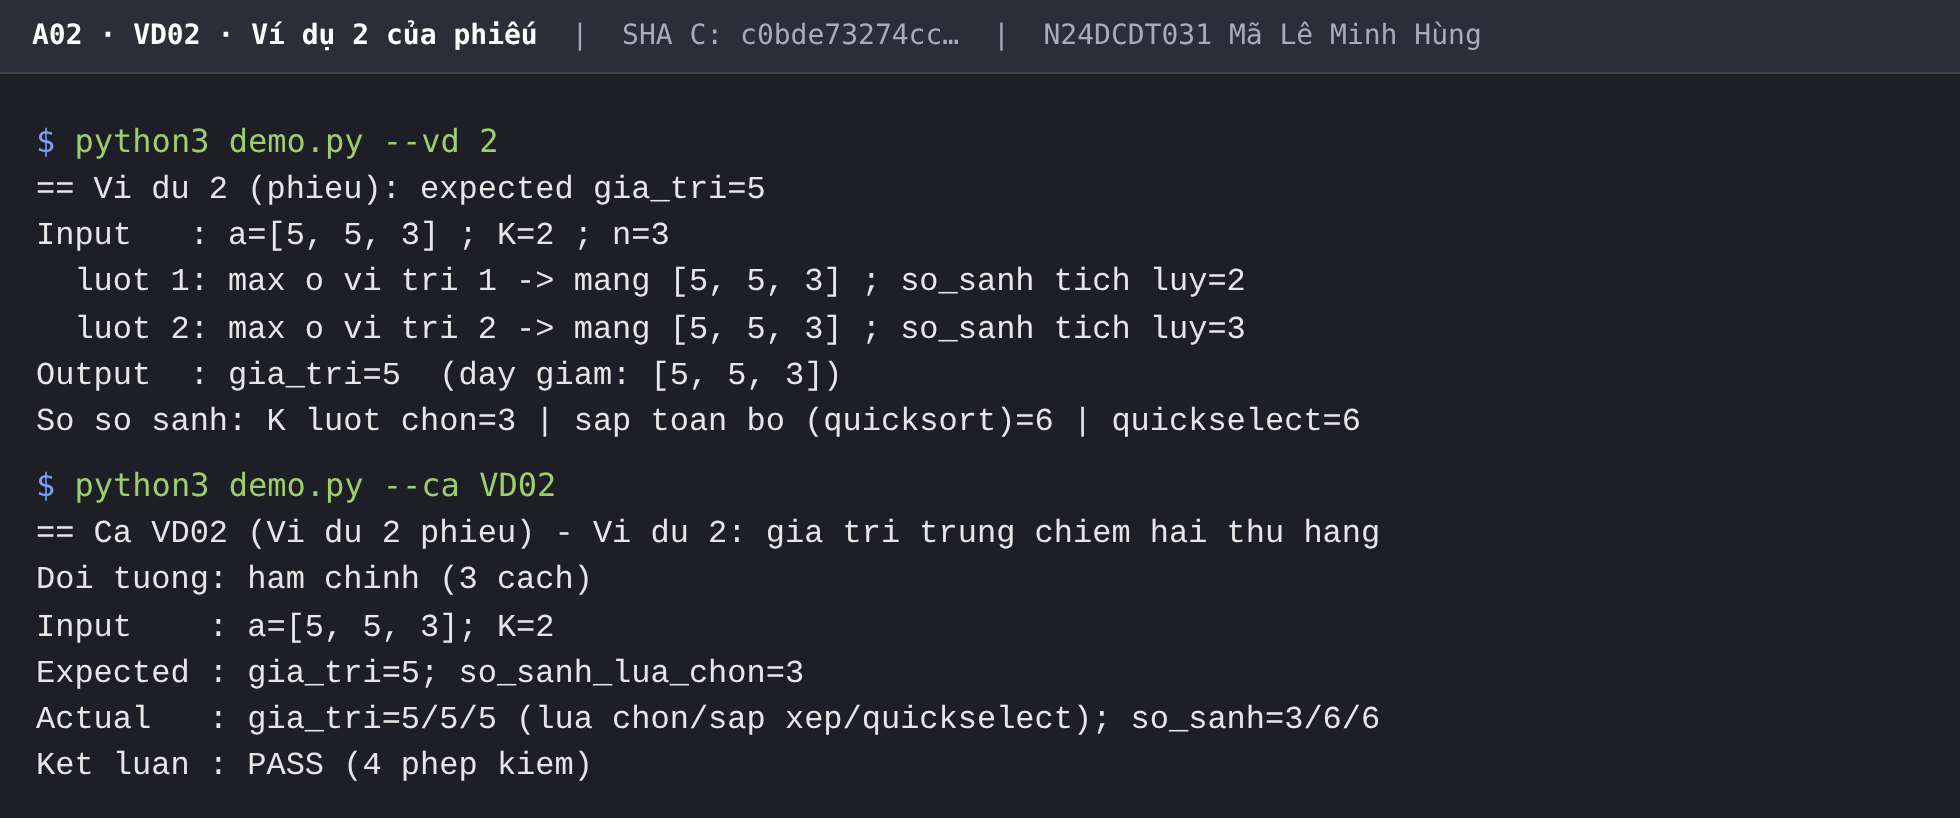 A02 · VD02 · Ví dụ 2 của phiếu | SHA C: c0bde73274cc… | N24DCDT031 Mã Lê Minh Hùng
$ python3 demo.py --vd 2
== Vi du 2 (phieu): expected gia_tri=5
Input   : a=[5, 5, 3] ; K=2 ; n=3
  luot 1: max o vi tri 1 -> mang [5, 5, 3] ; so_sanh tich luy=2
  luot 2: max o vi tri 2 -> mang [5, 5, 3] ; so_sanh tich luy=3
Output  : gia_tri=5  (day giam: [5, 5, 3])
So so sanh: K luot chon=3 | sap toan bo (quicksort)=6 | quickselect=6
$ python3 demo.py --ca VD02
== Ca VD02 (Vi du 2 phieu) - Vi du 2: gia tri trung chiem hai thu hang
Doi tuong: ham chinh (3 cach)
Input    : a=[5, 5, 3]; K=2
Expected : gia_tri=5; so_sanh_lua_chon=3
Actual   : gia_tri=5/5/5 (lua chon/sap xep/quickselect); so_sanh=3/6/6
Ket luan : PASS (4 phep kiem)